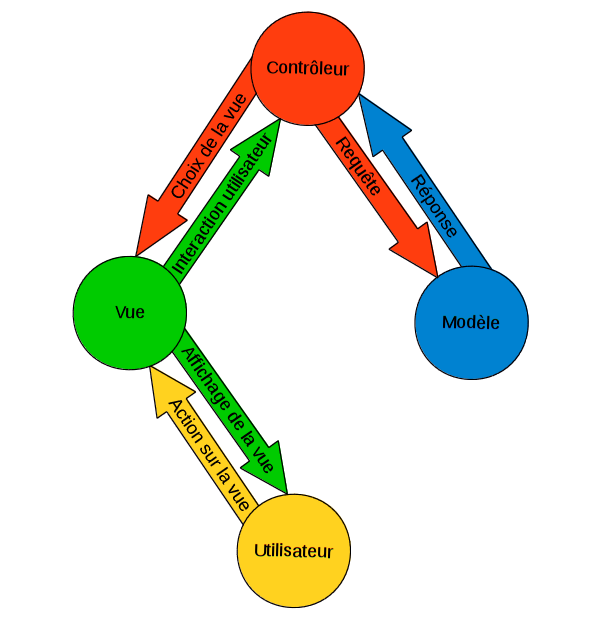 Contrôleur
Choix de la vue
Interaction utilisateur
Requête
Réponse
Vue
Modèle
Affichage de la vue
Action sur la vue
Utilisateur